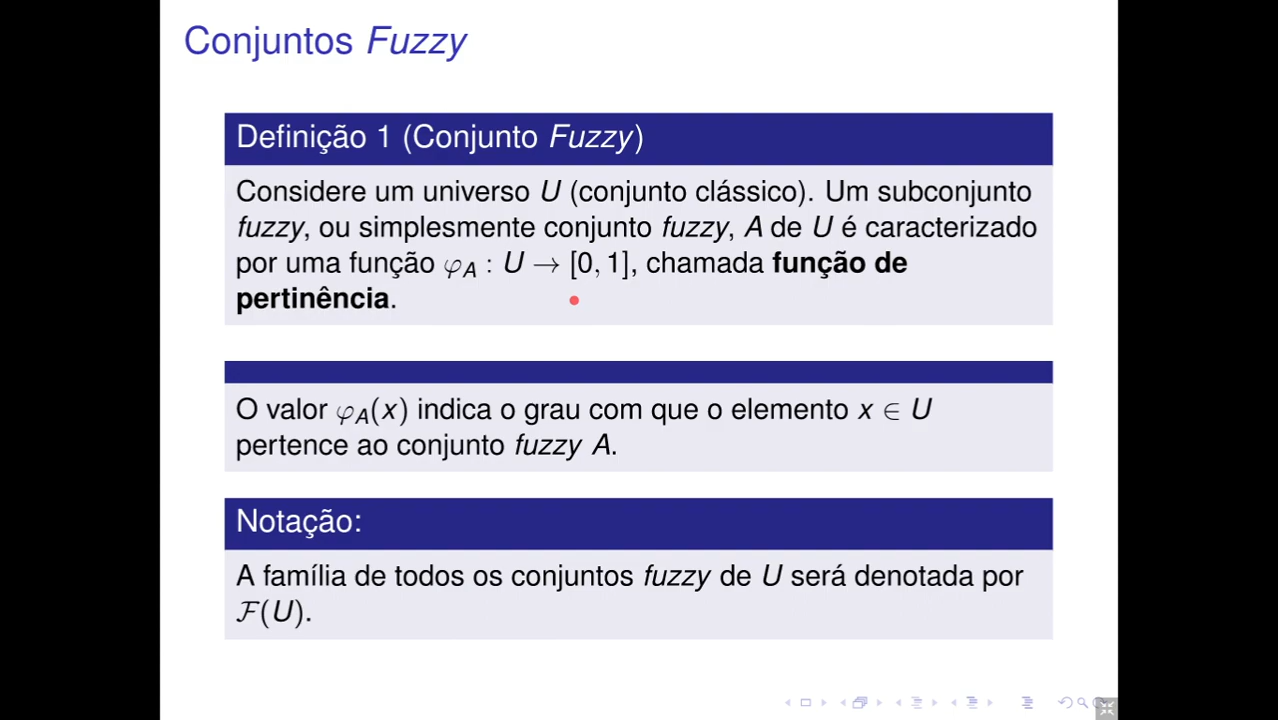 Conjuntos Fuzzy
Definição 1 (Conjunto Fuzzy)
Considere um universo U (conjunto clássico). Um subconjunto
fuzzy, ou simplesmente conjunto fuzzy, A de U é caracterizado
por uma função φ_A : U → [0, 1], chamada função de
pertinência.
O valor φ_A(x) indica o grau com que o elemento x ∈ U
pertence ao conjunto fuzzy A.
Notação:
A família de todos os conjuntos fuzzy de U será denotada por
ℱ(U).